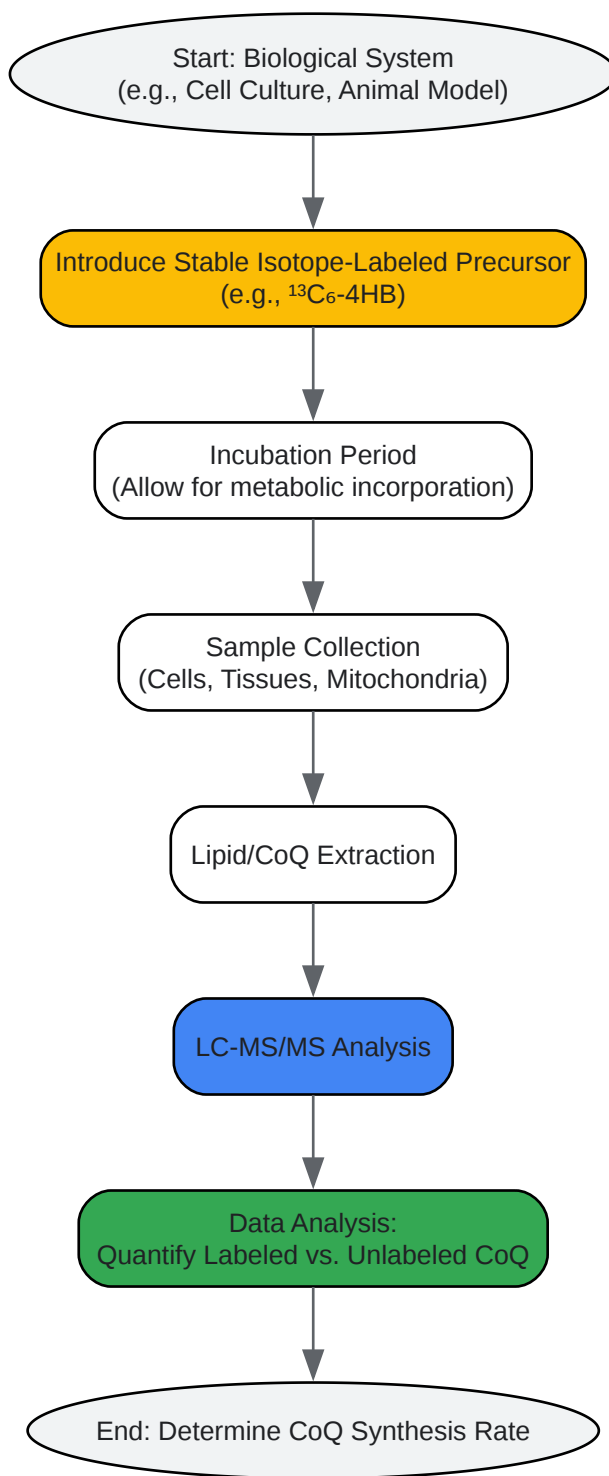 Start: Biological System
(e.g., Cell Culture, Animal Model)
Introduce Stable Isotope-Labeled Precursor
(e.g., ¹³C₆-4HB)
Incubation Period
(Allow for metabolic incorporation)
Sample Collection
(Cells, Tissues, Mitochondria)
Lipid/CoQ Extraction
LC-MS/MS Analysis
Data Analysis:
Quantify Labeled vs. Unlabeled CoQ
End: Determine CoQ Synthesis Rate